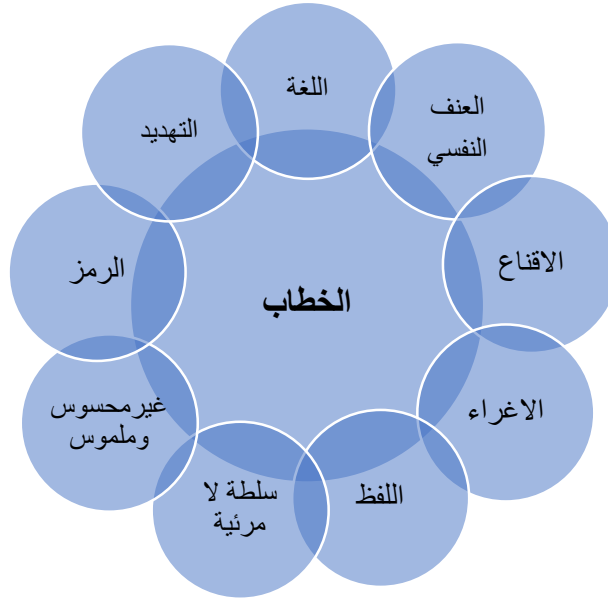 اللغة
العنف
النفسي
الاقناع
الاغراء
اللفظ
سلطة لا
مرئية
غيرمحسوس
وملموس
الرمز
التهديد
الخطاب